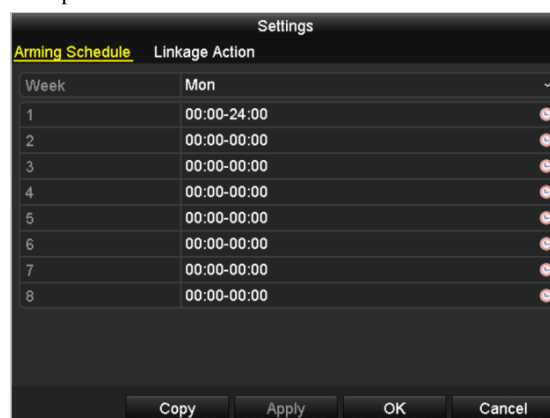 Settings
Arming Schedule Linkage Action
Week Mon
1 00:00-24:00
2 00:00-00:00
3 00:00-00:00
4 00:00-00:00
5 00:00-00:00
6 00:00-00:00
7 00:00-00:00
8 00:00-00:00
Copy Apply OK Cancel